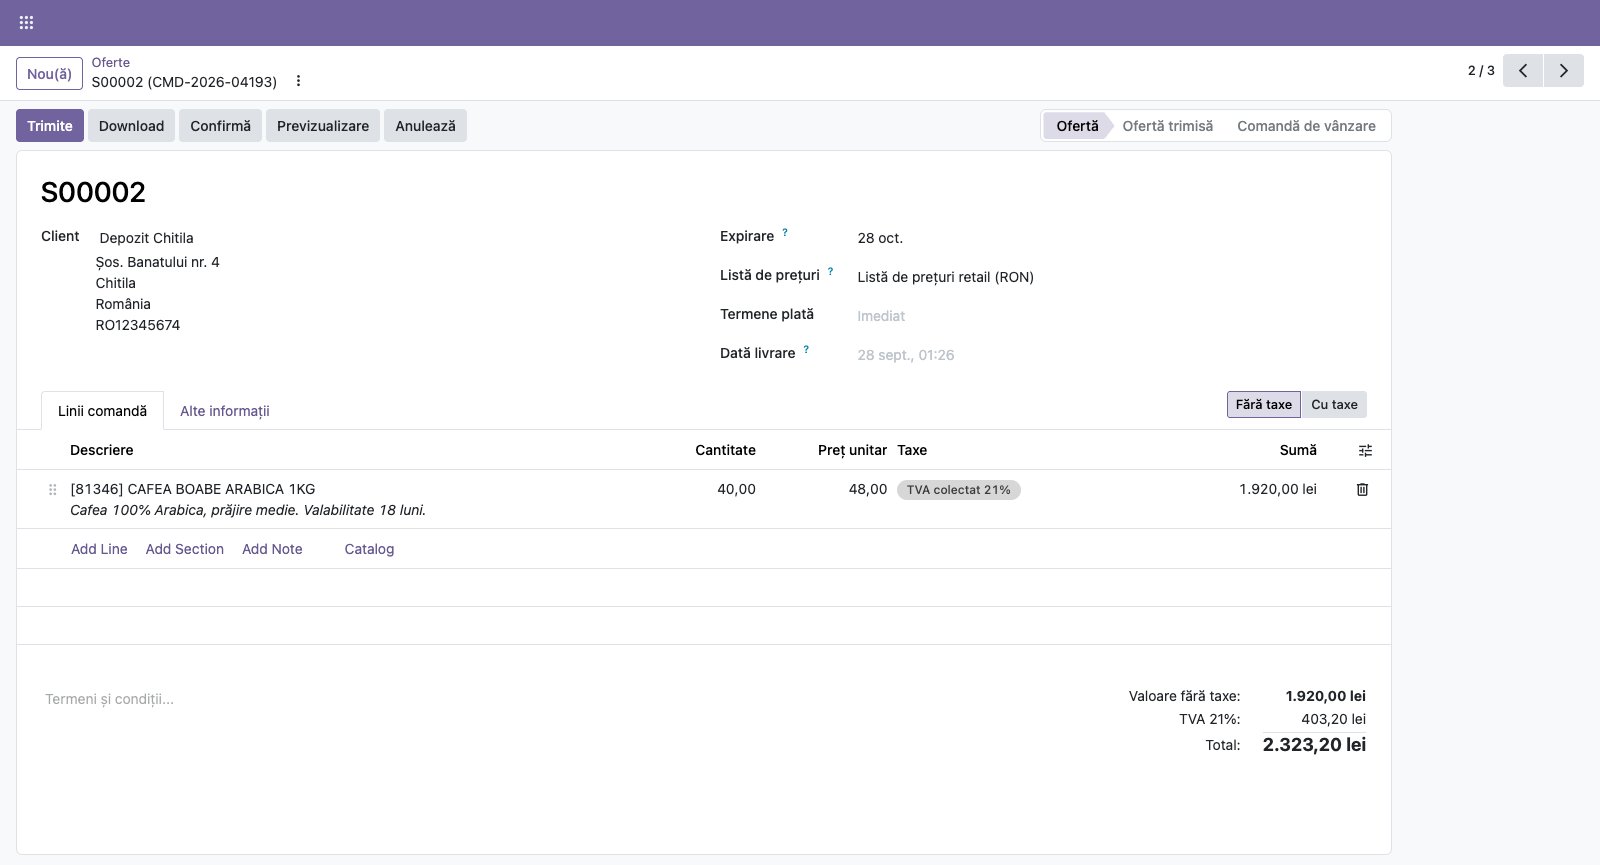 Nou(ă)
Oferte
S00002 (CMD-2026-04193)
2 / 3
Trimite
Download
Confirmă
Previzualizare
Anulează
Ofertă
Ofertă trimisă
Comandă de vânzare
S00002
Client
Depozit Chitila
Șos. Banatului nr. 4
Chitila
România
RO12345674
Expirare ?
28 oct.
Listă de prețuri ?
Listă de prețuri retail (RON)
Termene plată
Imediat
Dată livrare ?
28 sept., 01:26
Linii comandă
Alte informații
Fără taxe
Cu taxe
Descriere Cantitate Preț unitar Taxe Sumă
[81346] CAFEA BOABE ARABICA 1KG 40,00 48,00 TVA colectat 21% 1.920,00 lei
Cafea 100% Arabica, prăjire medie. Valabilitate 18 luni.
Add Line Add Section Add Note Catalog
Termeni și condiții...
Valoare fără taxe: 1.920,00 lei
TVA 21%: 403,20 lei
Total: 2.323,20 lei